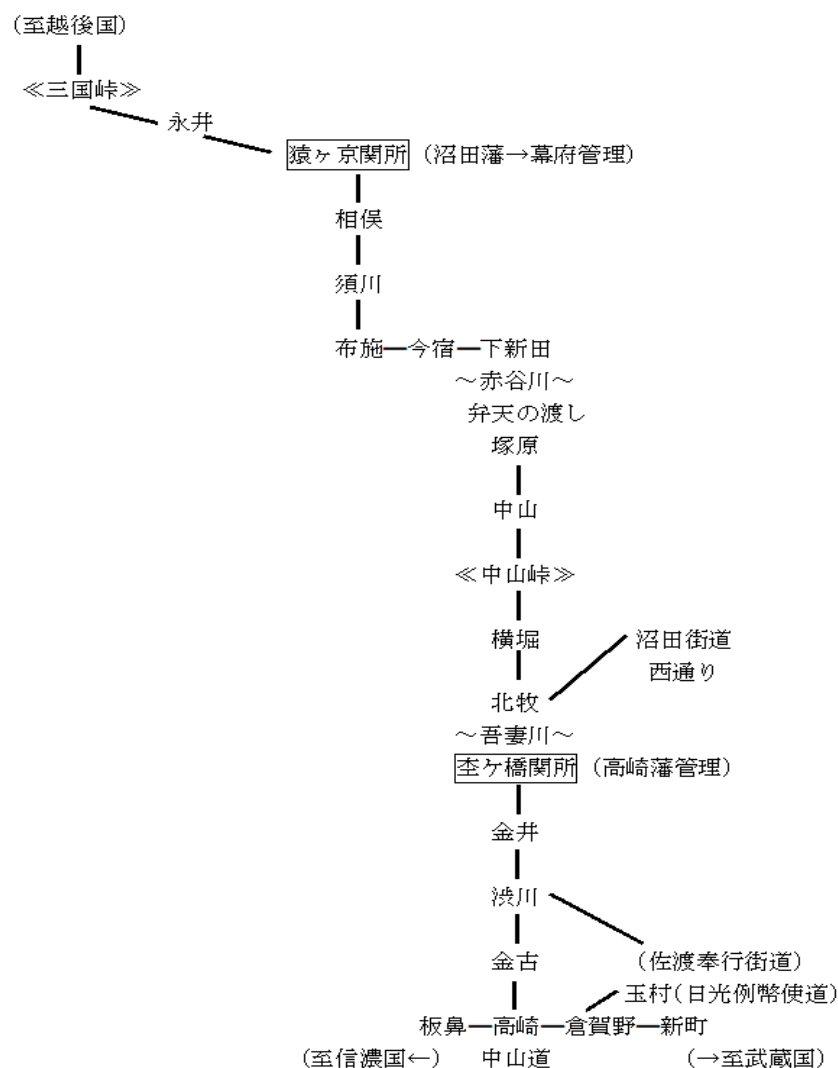 (至越後国)
≪三国峠≫
永井
猿ヶ京関所 (沼田藩→幕府管理)
相俣
須川
布施 今宿 下新田
～赤谷川～
弁天の渡し
塚原
中山
≪中山峠≫
横堀 沼田街道
西通り
北牧
～吾妻川～
杢ケ橋関所 (高崎藩管理)
金井
渋川
金古 (佐渡奉行街道)
玉村(日光例幣使道)
板鼻 高崎 倉賀野 新町
(至信濃国←) 中山道 (→至武蔵国)